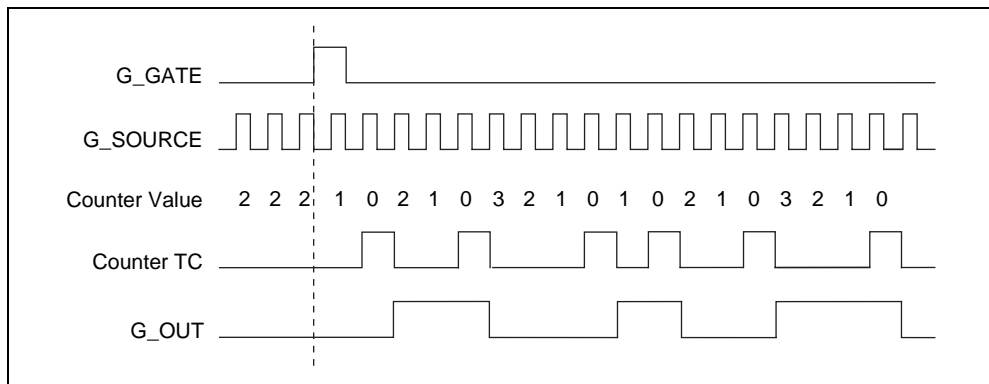 G_GATE
G_SOURCE
Counter Value 2 2 2 1 0 2 1 0 3 2 1 0 1 0 2 1 0 3 2 1 0
Counter TC
G_OUT